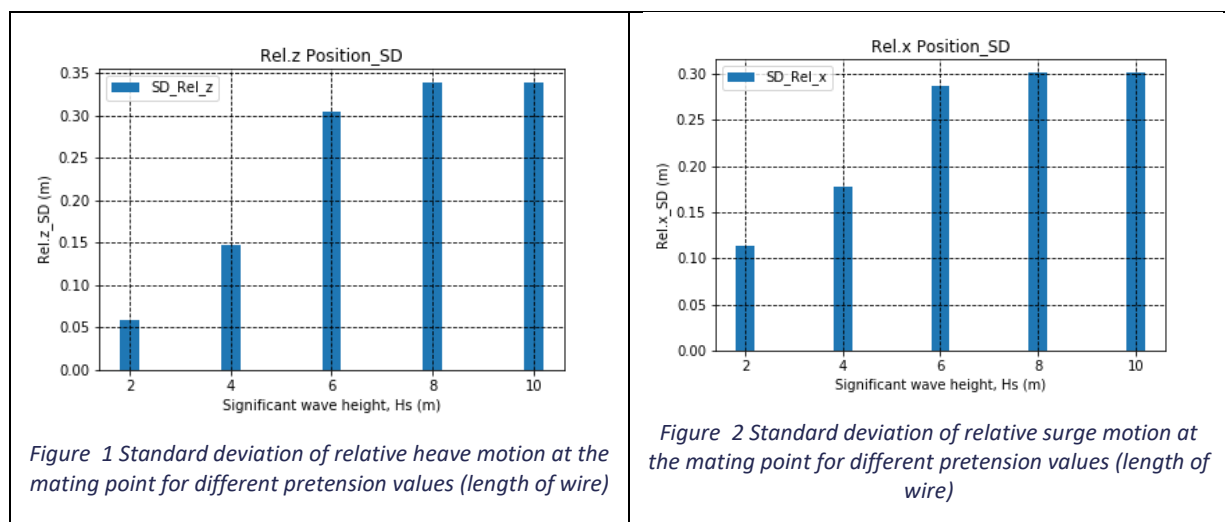 Rel.z Position_SD
SD_Rel_z
0.35
0.30
0.25
0.20
0.15
0.10
0.05
0.00
Rel.z_SD (m)
2 4 6 8 10
Significant wave height, Hs (m)
Figure 1 Standard deviation of relative heave motion at the
mating point for different pretension values (length of wire)
Rel.x Position_SD
SD_Rel_x
0.30
0.25
0.20
0.15
0.10
0.05
0.00
Rel.x_SD (m)
2 4 6 8 10
Significant wave height, Hs (m)
Figure 2 Standard deviation of relative surge motion at
the mating point for different pretension values (length of
wire)